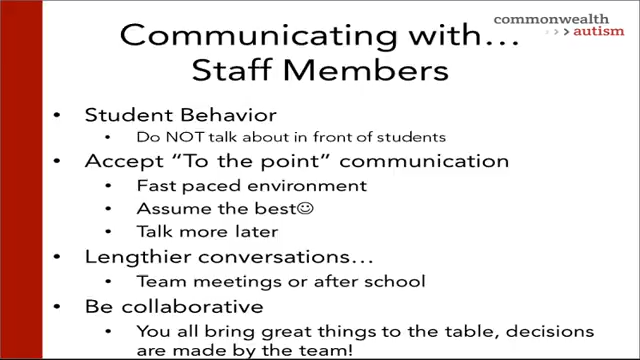 commonwealth
autism
Communicating with…
Staff Members
• Student Behavior
• Do NOT talk about in front of students
• Accept “To the point” communication
• Fast paced environment
• Assume the best☺
• Talk more later
• Lengthier conversations…
• Team meetings or after school
• Be collaborative
• You all bring great things to the table, decisions
are made by the team!